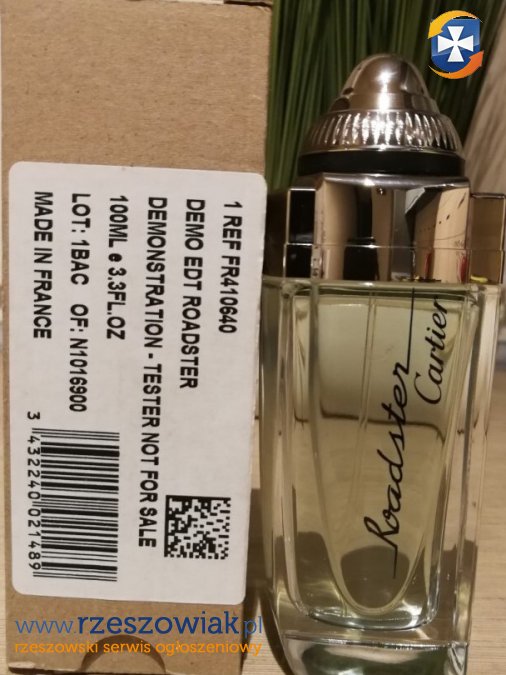 1 REF FR410640
DEMO EDT ROADSTER
DEMONSTRATION - TESTER NOT FOR SALE
100ML e 3.3FL.OZ
LOT: 1BAC OF: N1016900
MADE IN FRANCE
3 432240 021489
Roadster
Cartier
www.rzeszowiak.pl
rzeszowski serwis ogłoszeniowy